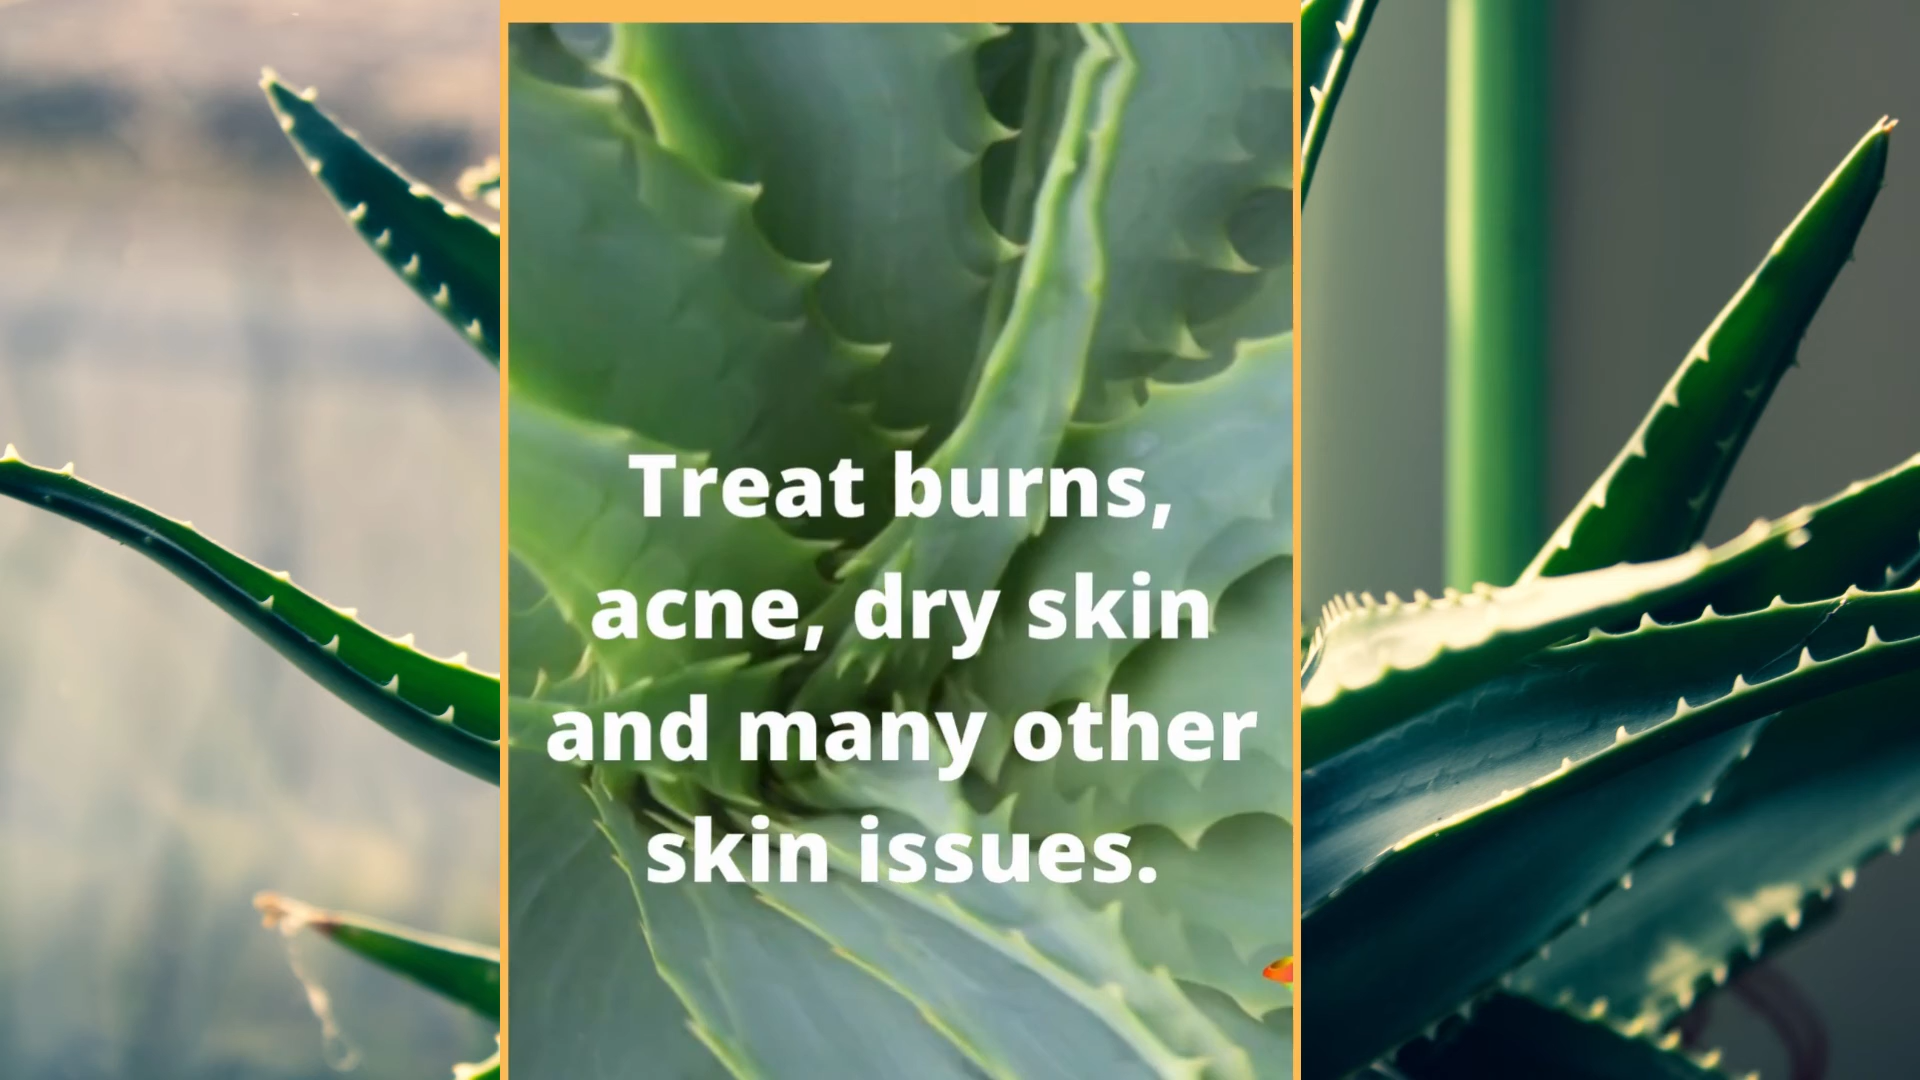 Treat burns,
acne, dry skin
and many other
skin issues.